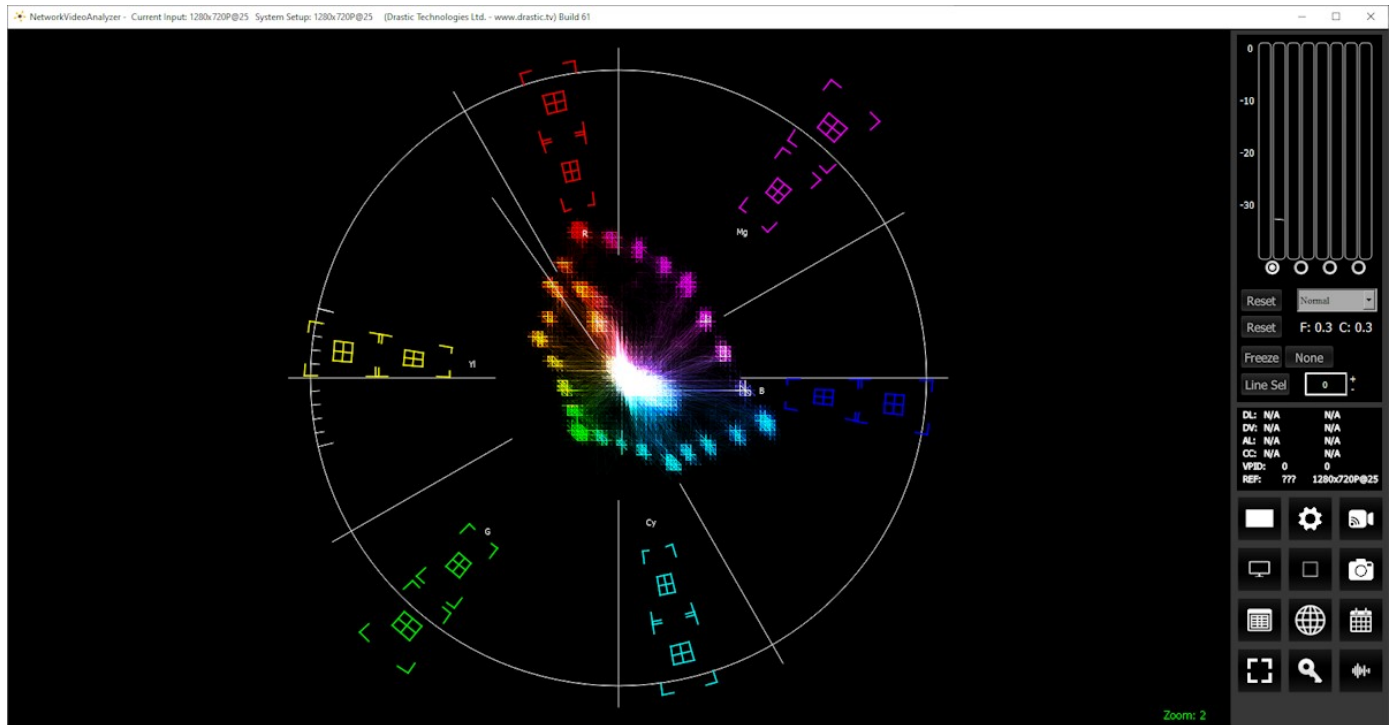 NetworkVideoAnalyzer - Current Input: 1280x720P@25 System Setup: 1280x720P@25 (Drastic Technologies Ltd. - www.drastic.tv) Build 61
R
Mg
Yl
B
G
Cy
Zoom: 2
0
-10
-20
-30
Reset
Normal
Reset F: 0.3 C: 0.3
Freeze None
Line Sel 0 + -
DL: N/A N/A
DV: N/A N/A
AL: N/A N/A
CC: N/A N/A
VPID: 0 0
REF: ??? 1280x720P@25